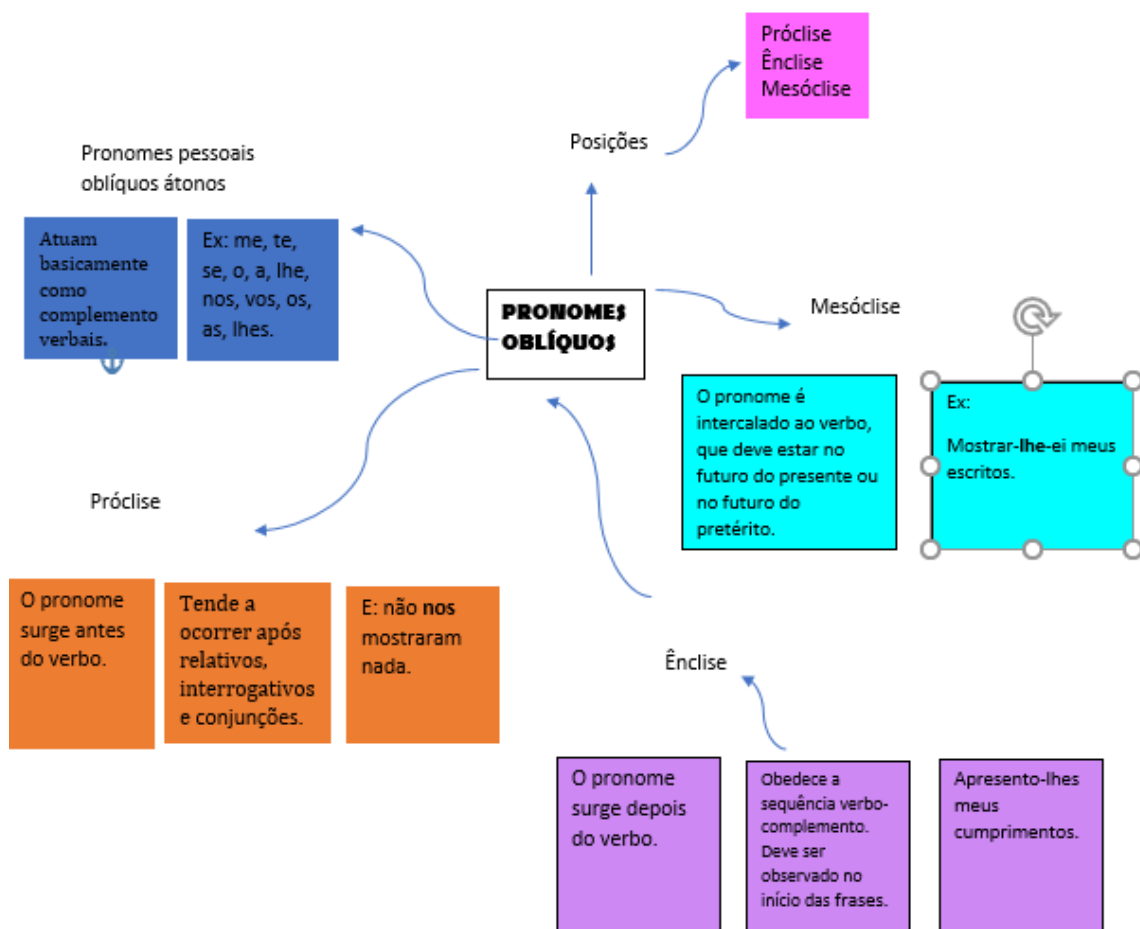 Próclise
Ênclise
Mesóclise
Posições
Pronomes pessoais
oblíquos átonos
Atuam
basicamente
como
complemento
verbais.
Ex: me, te,
se, o, a, lhe,
nos, vos, os,
as, lhes.
PRONOMES
OBLÍQUOS
Mesóclise
O pronome é
intercalado ao verbo,
que deve estar no
futuro do presente ou
no futuro do
pretérito.
Ex:
Mostrar-lhe-ei meus
escritos.
Próclise
O pronome
surge antes
do verbo.
Tende a
ocorrer após
relativos,
interrogativos
e conjunções.
E: não nos
mostraram
nada.
Ênclise
O pronome
surge depois
do verbo.
Obedece a
sequência verbo-
complemento.
Deve ser
observado no
início das frases.
Apresento-lhes
meus
cumprimentos.